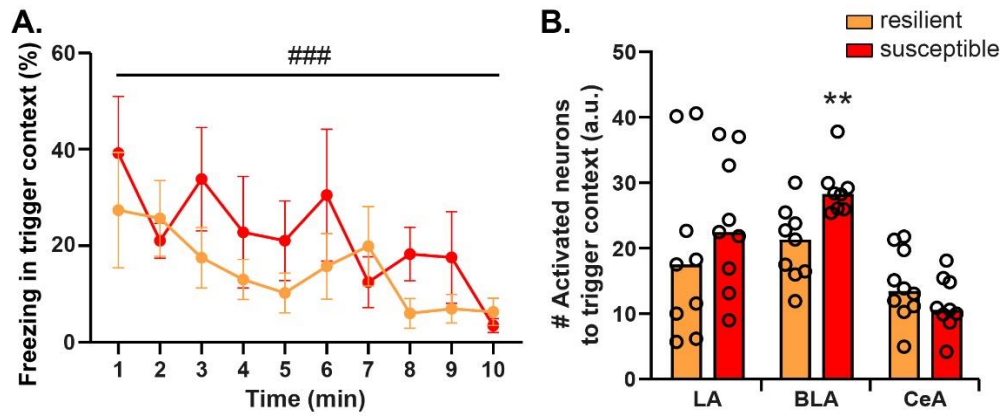 A.
Freezing in trigger context (%)
60
40
20
0
###
1 2 3 4 5 6 7 8 9 10
Time (min)
B.
resilient
susceptible
# Activated neurons
to trigger context (a.u.)
50
40
30
20
10
0
**
LA BLA CeA